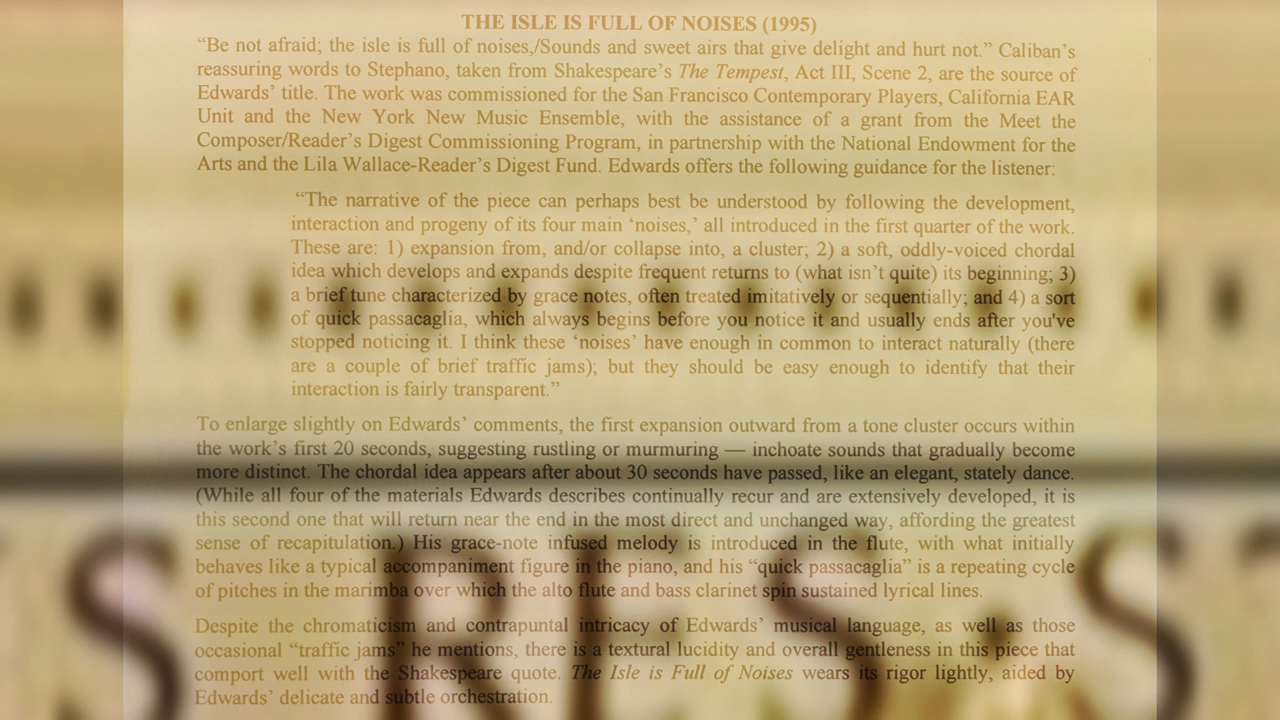 THE ISLE IS FULL OF NOISES (1995)
“Be not afraid; the isle is full of noises,/Sounds and sweet airs that give delight and hurt not.” Caliban’s
reassuring words to Stephano, taken from Shakespeare’s The Tempest, Act III, Scene 2, are the source of
Edwards’ title. The work was commissioned for the San Francisco Contemporary Players, California EAR
Unit and the New York New Music Ensemble, with the assistance of a grant from the Meet the
Composer/Reader’s Digest Commissioning Program, in partnership with the National Endowment for the
Arts and the Lila Wallace-Reader’s Digest Fund. Edwards offers the following guidance for the listener:
“The narrative of the piece can perhaps best be understood by following the development,
interaction and progeny of its four main ‘noises,’ all introduced in the first quarter of the work.
These are: 1) expansion from, and/or collapse into, a cluster; 2) a soft, oddly-voiced chordal
idea which develops and expands despite frequent returns to (what isn’t quite) its beginning; 3)
a brief tune characterized by grace notes, often treated imitatively or sequentially; and 4) a sort
of quick passacaglia, which always begins before you notice it and usually ends after you've
stopped noticing it. I think these ‘noises’ have enough in common to interact naturally (there
are a couple of brief traffic jams); but they should be easy enough to identify that their
interaction is fairly transparent.”
To enlarge slightly on Edwards’ comments, the first expansion outward from a tone cluster occurs within
the work’s first 20 seconds, suggesting rustling or murmuring — inchoate sounds that gradually become
more distinct. The chordal idea appears after about 30 seconds have passed, like an elegant, stately dance.
(While all four of the materials Edwards describes continually recur and are extensively developed, it is
this second one that will return near the end in the most direct and unchanged way, affording the greatest
sense of recapitulation.) His grace-note infused melody is introduced in the flute, with what initially
behaves like a typical accompaniment figure in the piano, and his “quick passacaglia” is a repeating cycle
of pitches in the marimba over which the alto flute and bass clarinet spin sustained lyrical lines.
Despite the chromaticism and contrapuntal intricacy of Edwards’ musical language, as well as those
occasional “traffic jams” he mentions, there is a textural lucidity and overall gentleness in this piece that
comport well with the Shakespeare quote. The Isle is Full of Noises wears its rigor lightly, aided by
Edwards’ delicate and subtle orchestration.